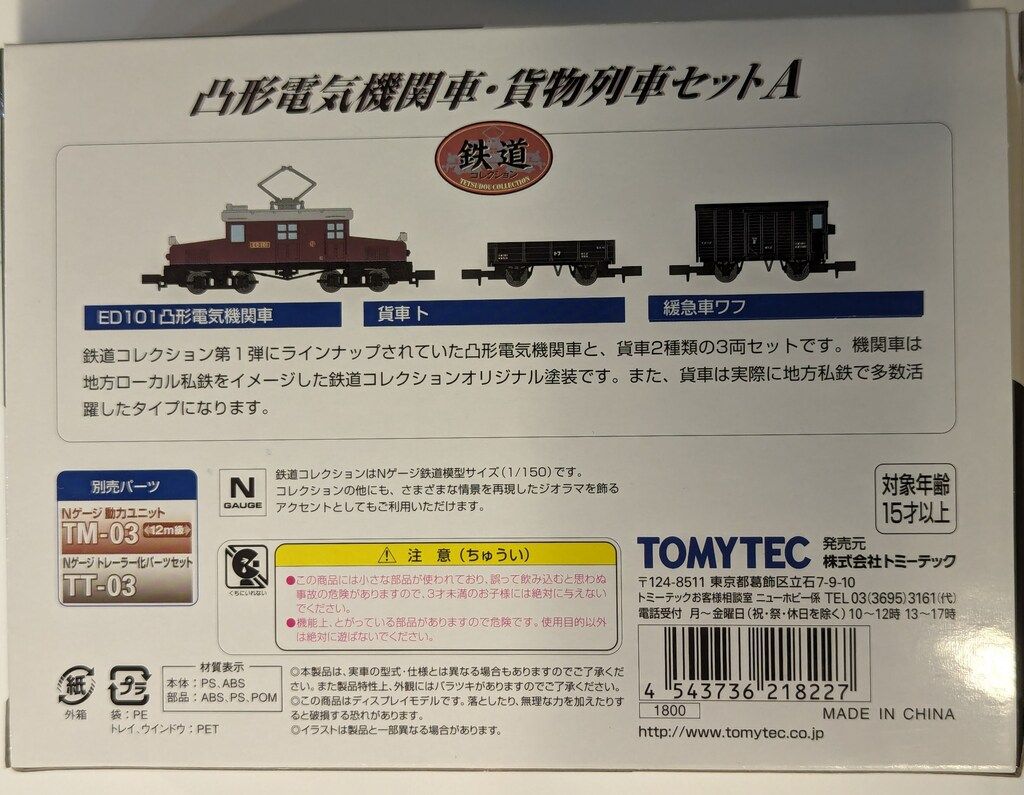 凸形電気機関車・貨物列車セットA
鉄道
コレクション
TETSUDOU COLLECTION
ED101
トフ
ED101凸形電気機関車
貨車ト
緩急車ワフ
鉄道コレクション第1弾にラインナップされていた凸形電気機関車と、貨車2種類の3両セットです。機関車は
地方ローカル私鉄をイメージした鉄道コレクションオリジナル塗装です。また、貨車は実際に地方私鉄で多数活
躍したタイプになります。
別売パーツ
Nゲージ 動力ユニット
TM-03 12m級
Nゲージ トレーラー化パーツセット
TT-03
N
GAUGE
鉄道コレクションはNゲージ鉄道模型サイズ(1/150)です。
コレクションの他にも、さまざまな情景を再現したジオラマを飾る
アクセントとしてもご利用いただけます。
対象年齢
15才以上
くちにいれない
注 意(ちゅうい)
●この商品には小さな部品が使われており、誤って飲み込むと思わぬ
事故の危険がありますので、3才未満のお子様には絶対に与えない
でください。
●機能上、とがっている部品がありますので危険です。使用目的以外
は絶対に遊ばないでください。
TOMYTEC 発売元
株式会社トミーテック
〒124-8511 東京都葛飾区立石7-9-10
トミーテックお客様相談室 ニューホビー係 TEL 03(3695)3161(代)
電話受付 月～金曜日(祝・祭・休日を除く) 10～12時 13～17時
紙
外箱
プラ
袋:PE
トレイ、ウインドウ:PET
材質表示
本体:PS、ABS
部品:ABS、PS、POM
◎本製品は、実車の型式・仕様とは異なる場合もありますのでご了承くだ
さい。また製品特性上、外観にはバラツキがありますのでご了承ください。
◎この商品はディスプレイモデルです。落としたり、無理な力を加えたりす
ると破損する恐れがあります。
◎イラストは製品と一部異なる場合があります。
4 543736 218227
1800
MADE IN CHINA
http://www.tomytec.co.jp